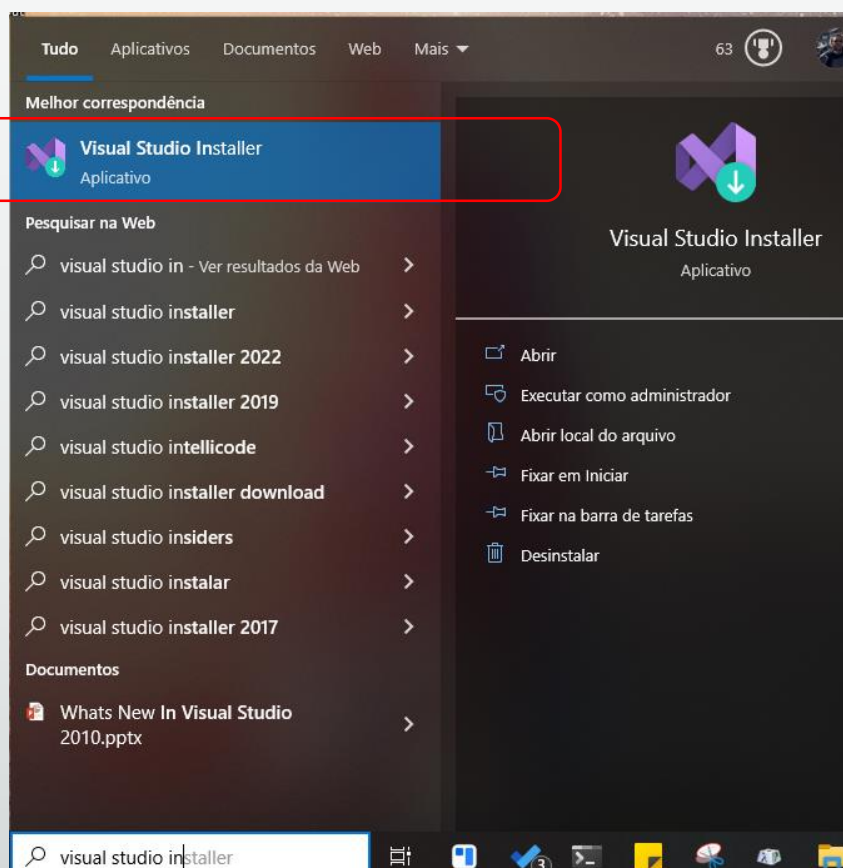 Tudo Aplicativos Documentos Web Mais 63
Melhor correspondência
Visual Studio Installer
Aplicativo
Pesquisar na Web
visual studio in - Ver resultados da Web
visual studio installer
visual studio installer 2022
visual studio installer 2019
visual studio intellicode
visual studio installer download
visual studio insiders
visual studio instalar
visual studio installer 2017
Documentos
Whats New In Visual Studio
2010.pptx
Visual Studio Installer
Aplicativo
Abrir
Executar como administrador
Abrir local do arquivo
Fixar em Iniciar
Fixar na barra de tarefas
Desinstalar
visual studio installer
3